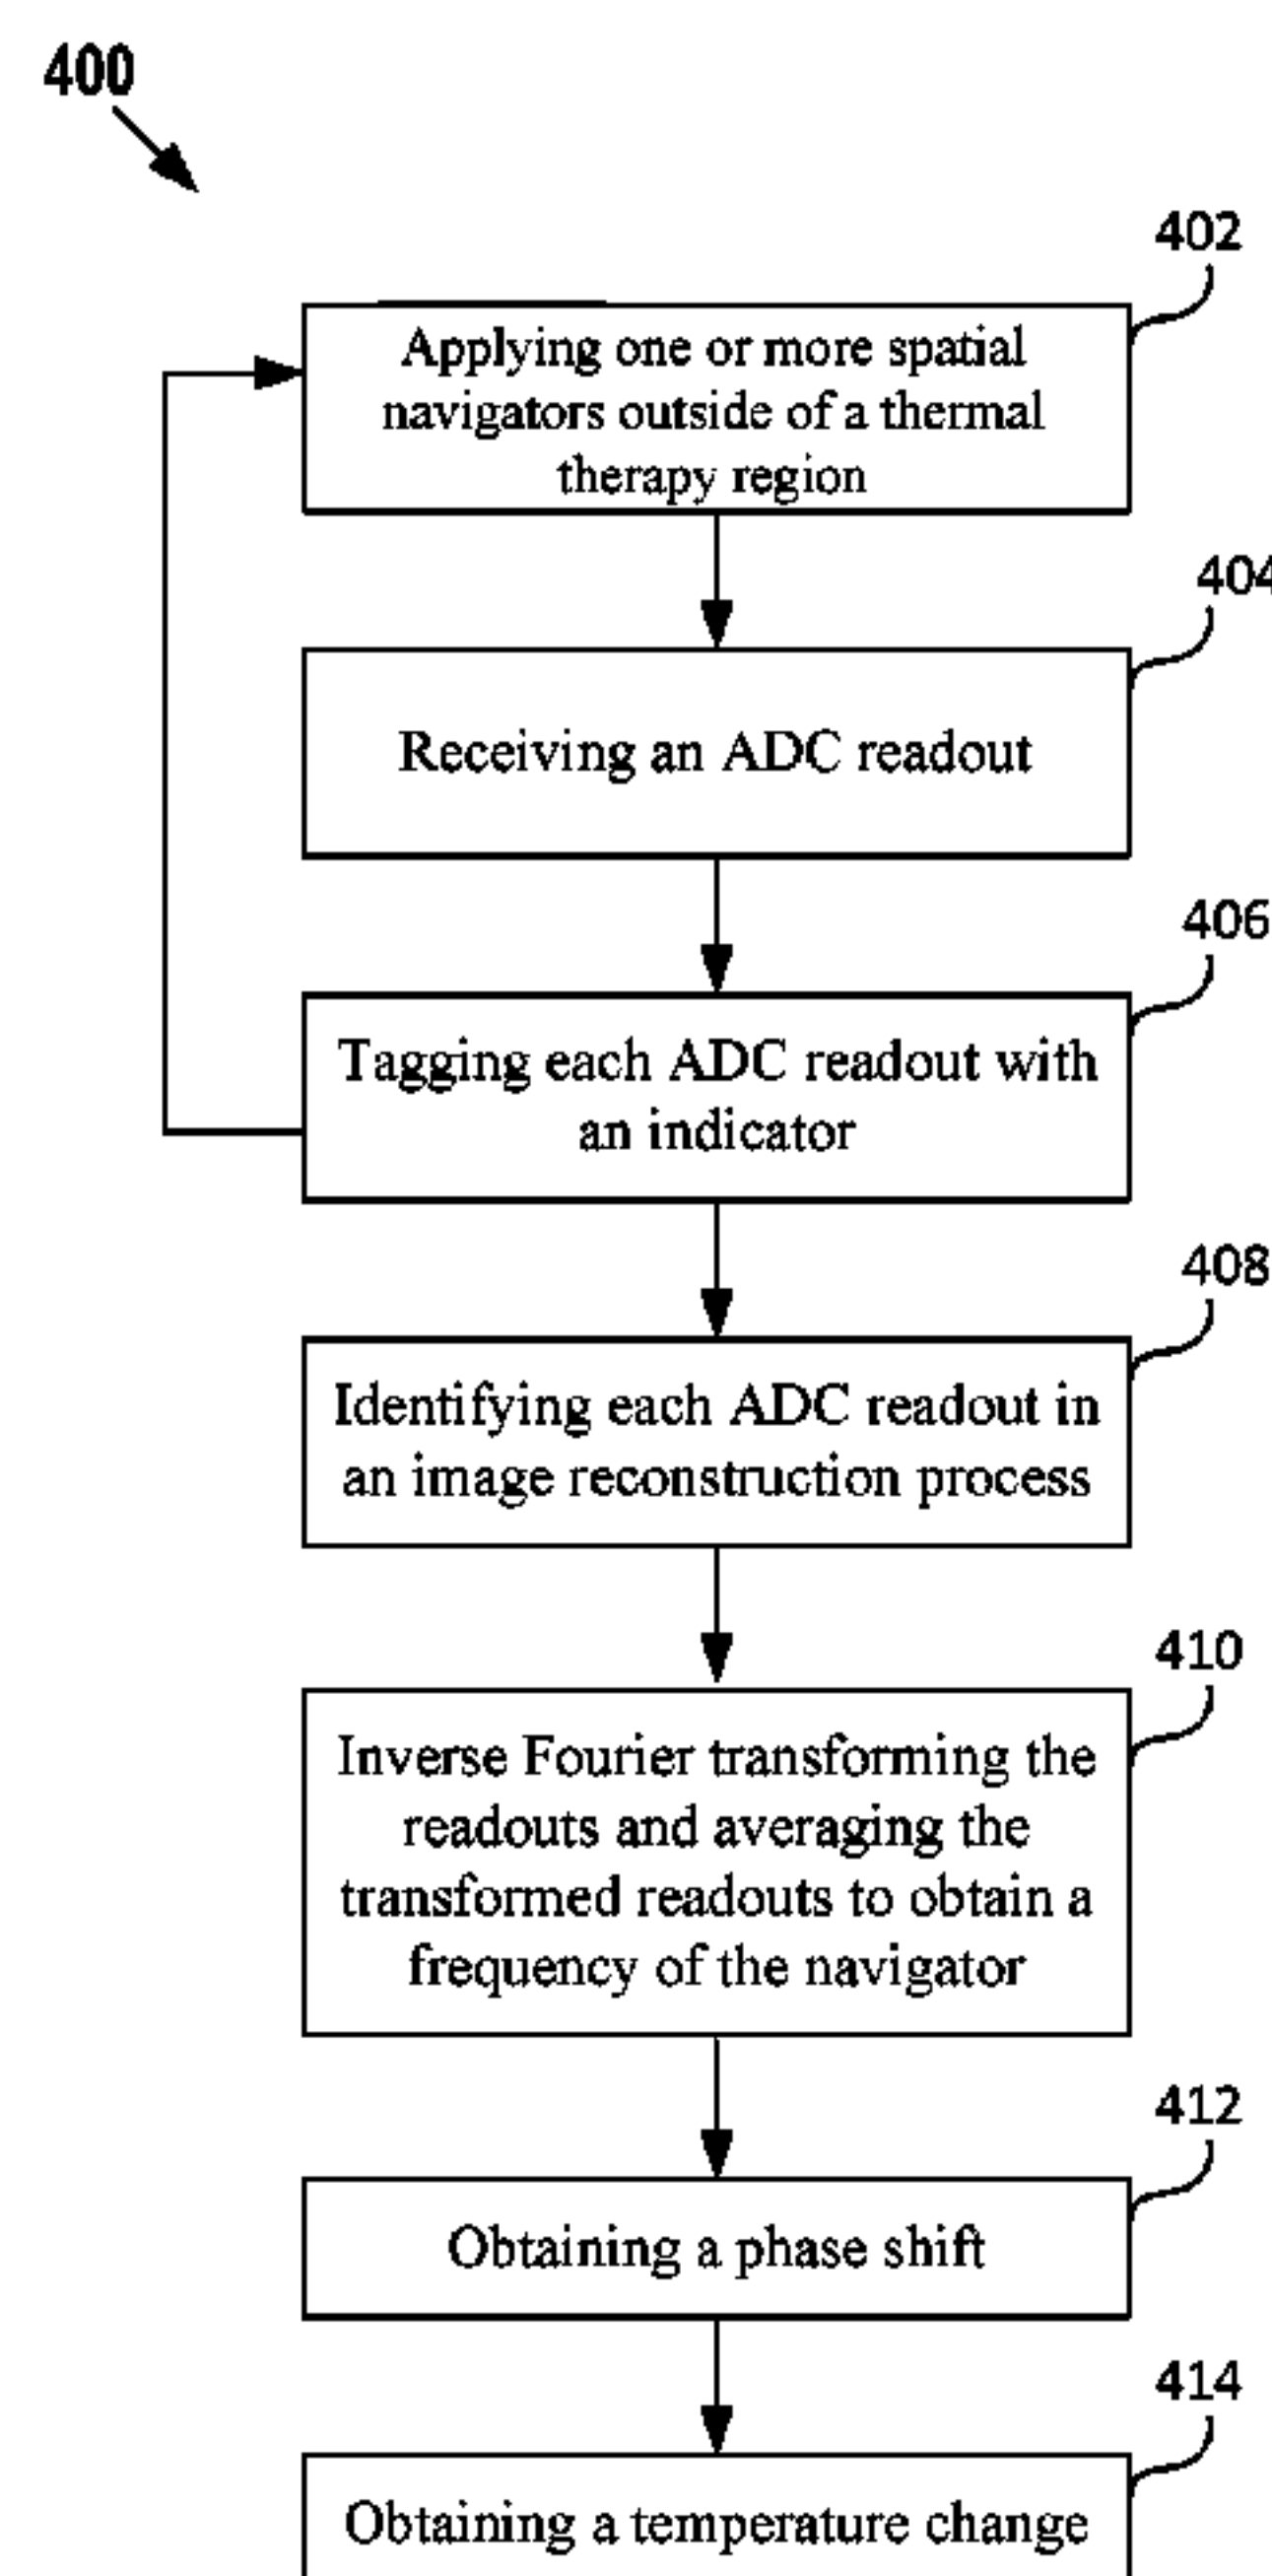 400
402
Applying one or more spatial
navigators outside of a thermal
therapy region
404
Receiving an ADC readout
406
Tagging each ADC readout with
an indicator
408
Identifying each ADC readout in
an image reconstruction process
410
Inverse Fourier transforming the
readouts and averaging the
transformed readouts to obtain a
frequency of the navigator
412
Obtaining a phase shift
414
Obtaining a temperature change